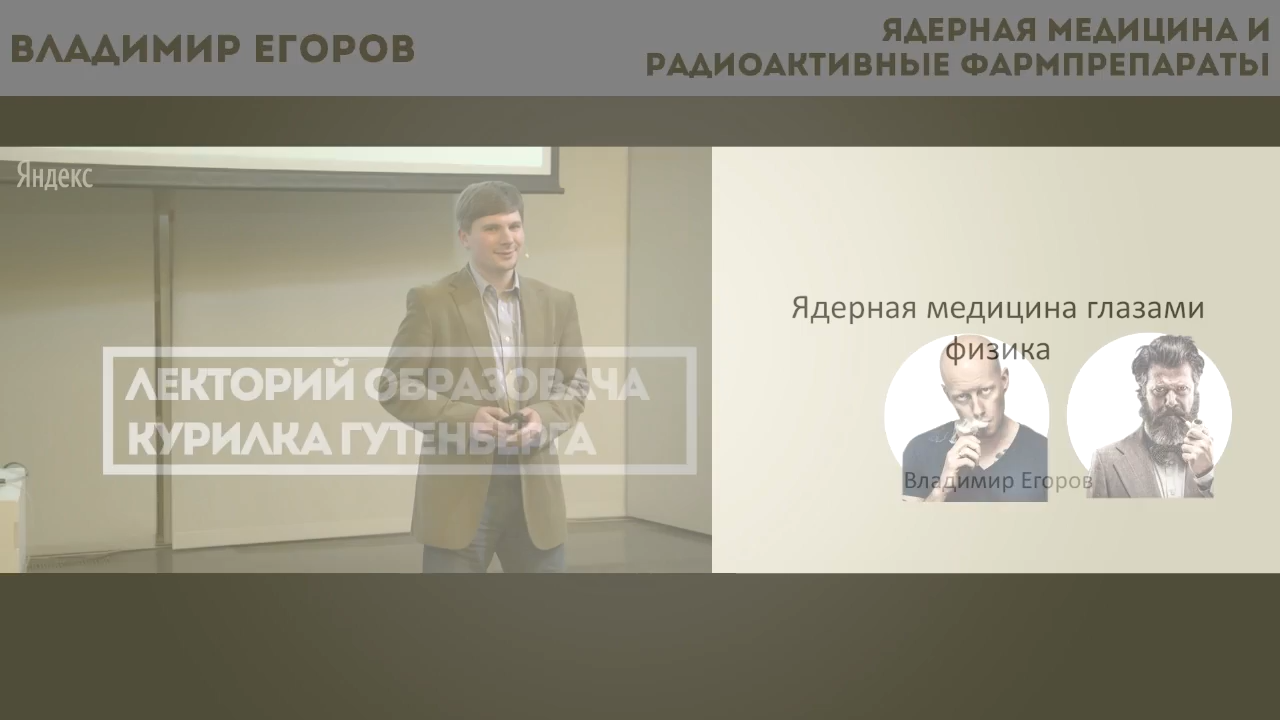 ВЛАДИМИР ЕГОРОВ
ЯДЕРНАЯ МЕДИЦИНА И
РАДИОАКТИВНЫЕ ФАРМПРЕПАРАТЫ
Яндекс
ЛЕКТОРИЙ ОБРАЗОВАЧА
КУРИЛКА ГУТЕНБЕРГА
Ядерная медицина глазами
физика
Владимир Егоров